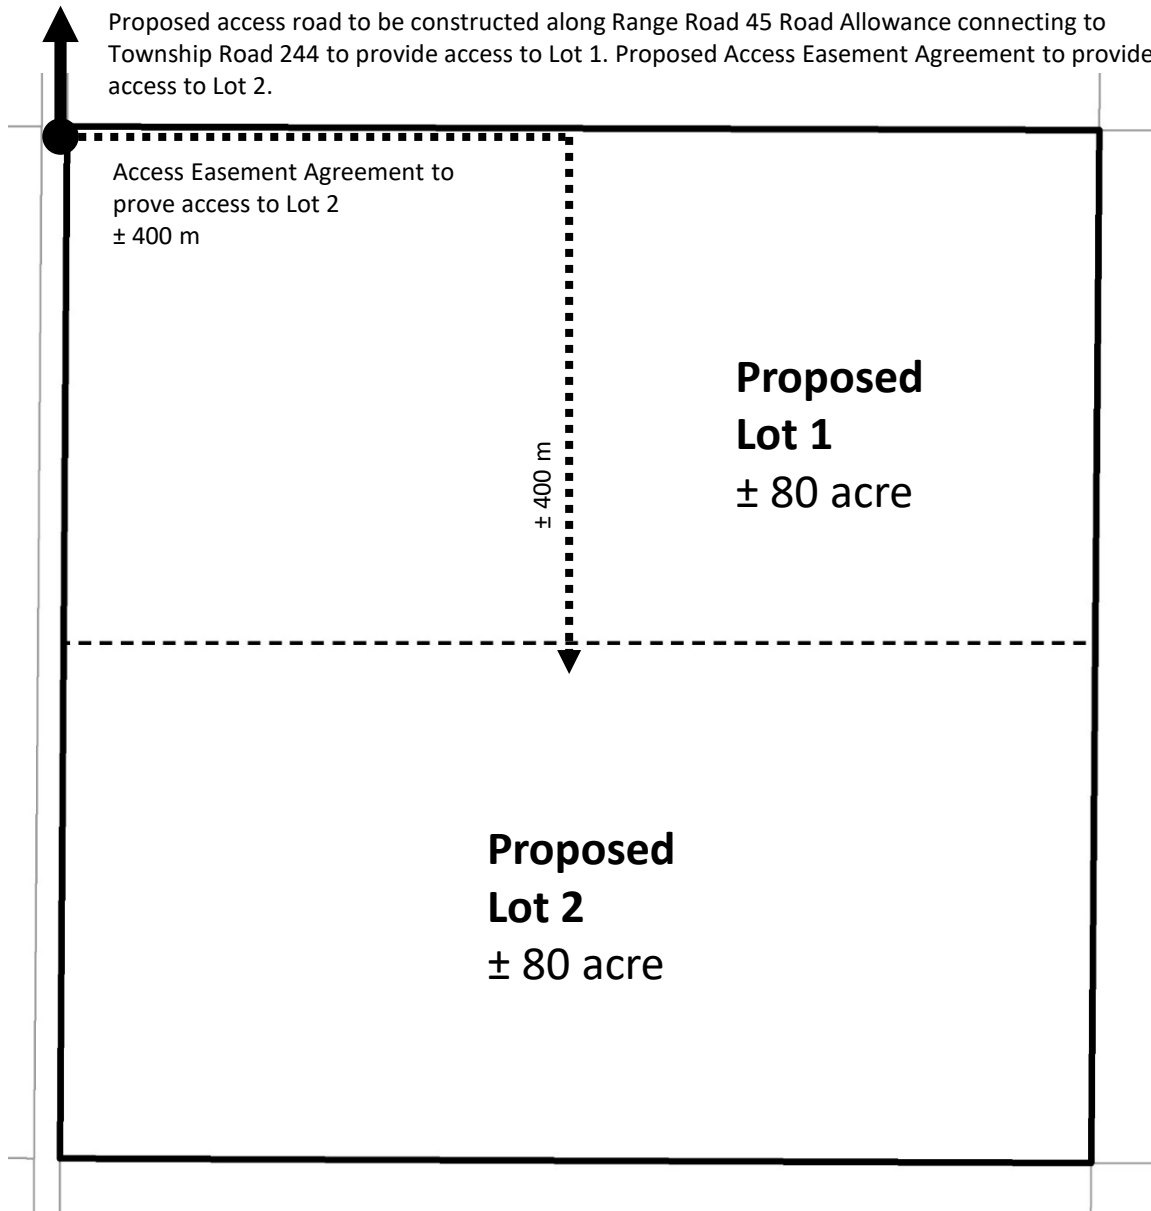 Proposed access road to be constructed along Range Road 45 Road Allowance connecting to
Township Road 244 to provide access to Lot 1. Proposed Access Easement Agreement to provide
access to Lot 2.
Access Easement Agreement to
prove access to Lot 2
± 400 m
± 400 m
Proposed
Lot 1
± 80 acre
Proposed
Lot 2
± 80 acre